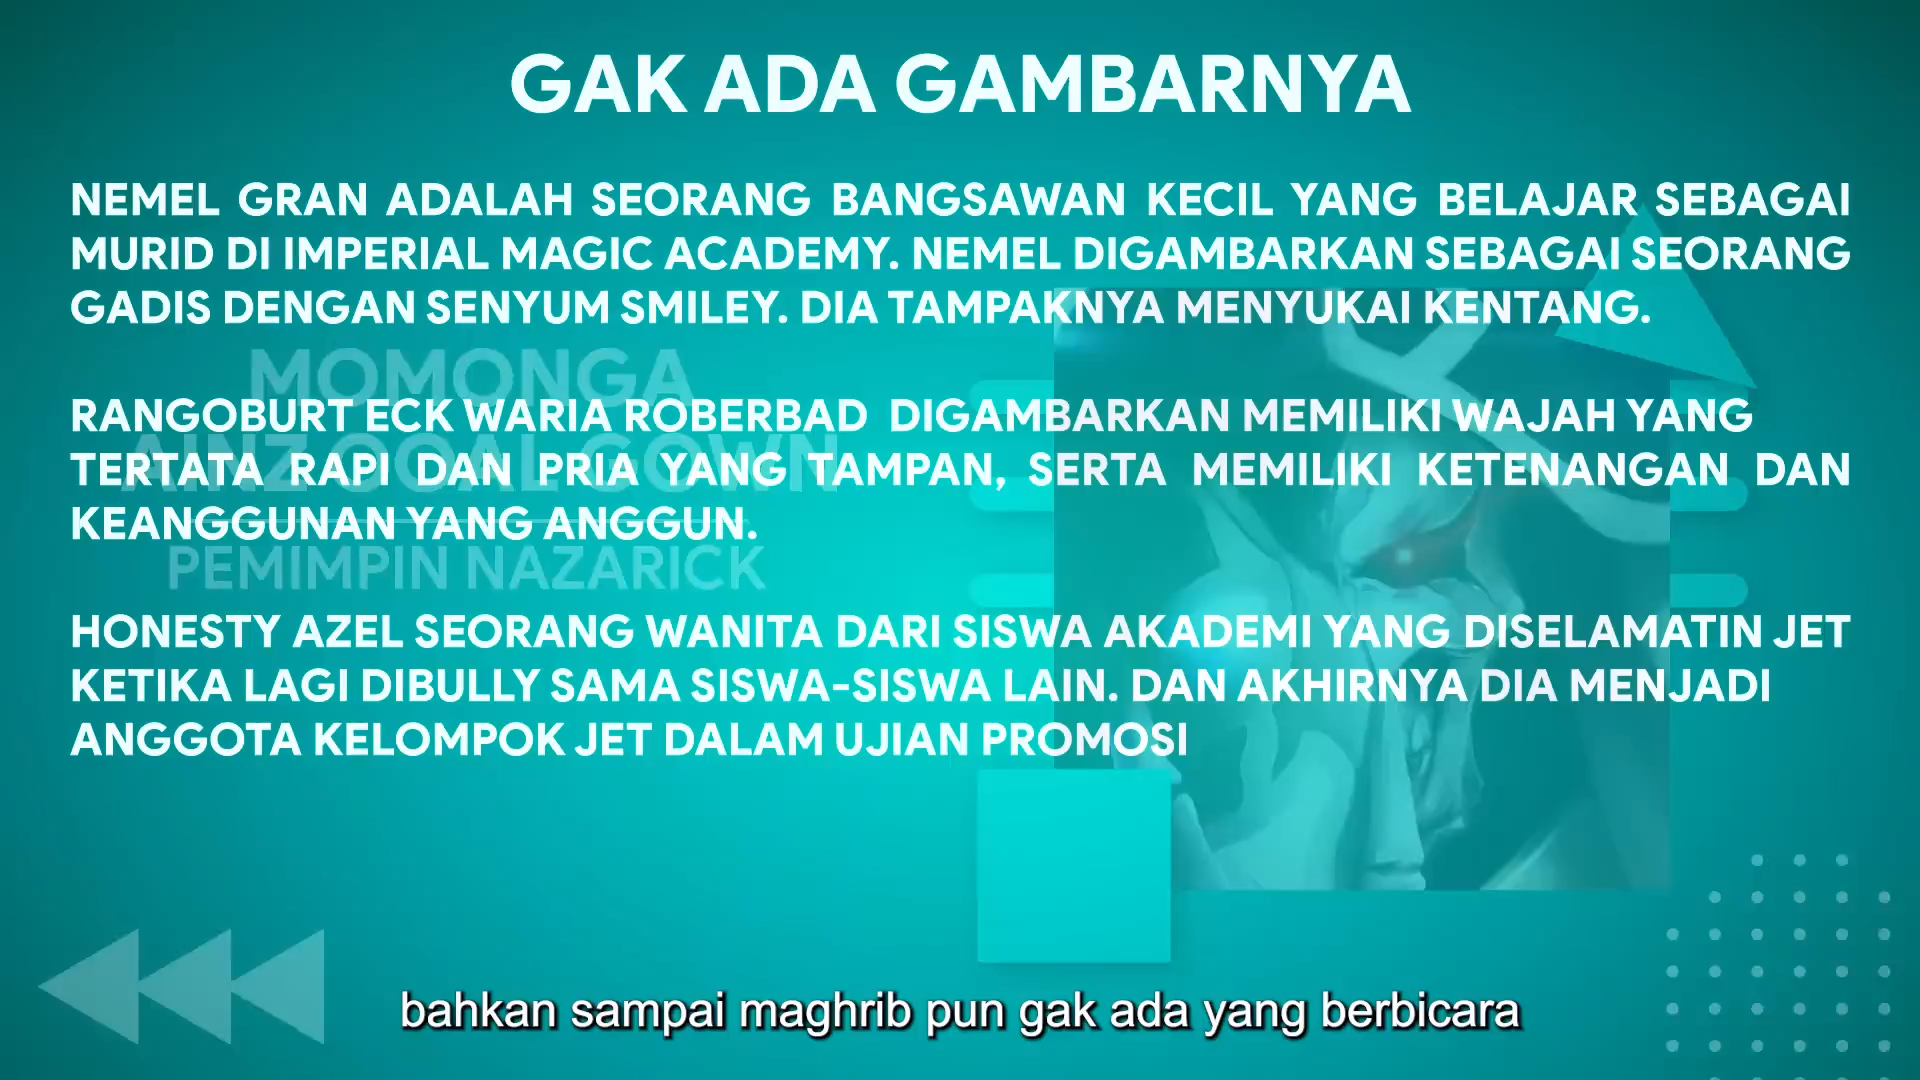 GAK ADA GAMBARNYA
NEMEL GRAN ADALAH SEORANG BANGSAWAN KECIL YANG BELAJAR SEBAGAI
MURID DI IMPERIAL MAGIC ACADEMY. NEMEL DIGAMBARKAN SEBAGAI SEORANG
GADIS DENGAN SENYUM SMILEY. DIA TAMPAKNYA MENYUKAI KENTANG.
MOMONGA
RANGOBURT ECK WARIA ROBERBAD DIGAMBARKAN MEMILIKI WAJAH YANG
AINZ OOAL GOWN
TERTATA RAPI DAN PRIA YANG TAMPAN, SERTA MEMILIKI KETENANGAN DAN
KEANGGUNAN YANG ANGGUN.
PEMIMPIN NAZARICK
HONESTY AZEL SEORANG WANITA DARI SISWA AKADEMI YANG DISELAMATIN JET
KETIKA LAGI DIBULLY SAMA SISWA-SISWA LAIN. DAN AKHIRNYA DIA MENJADI
ANGGOTA KELOMPOK JET DALAM UJIAN PROMOSI
bahkan sampai maghrib pun gak ada yang berbicara